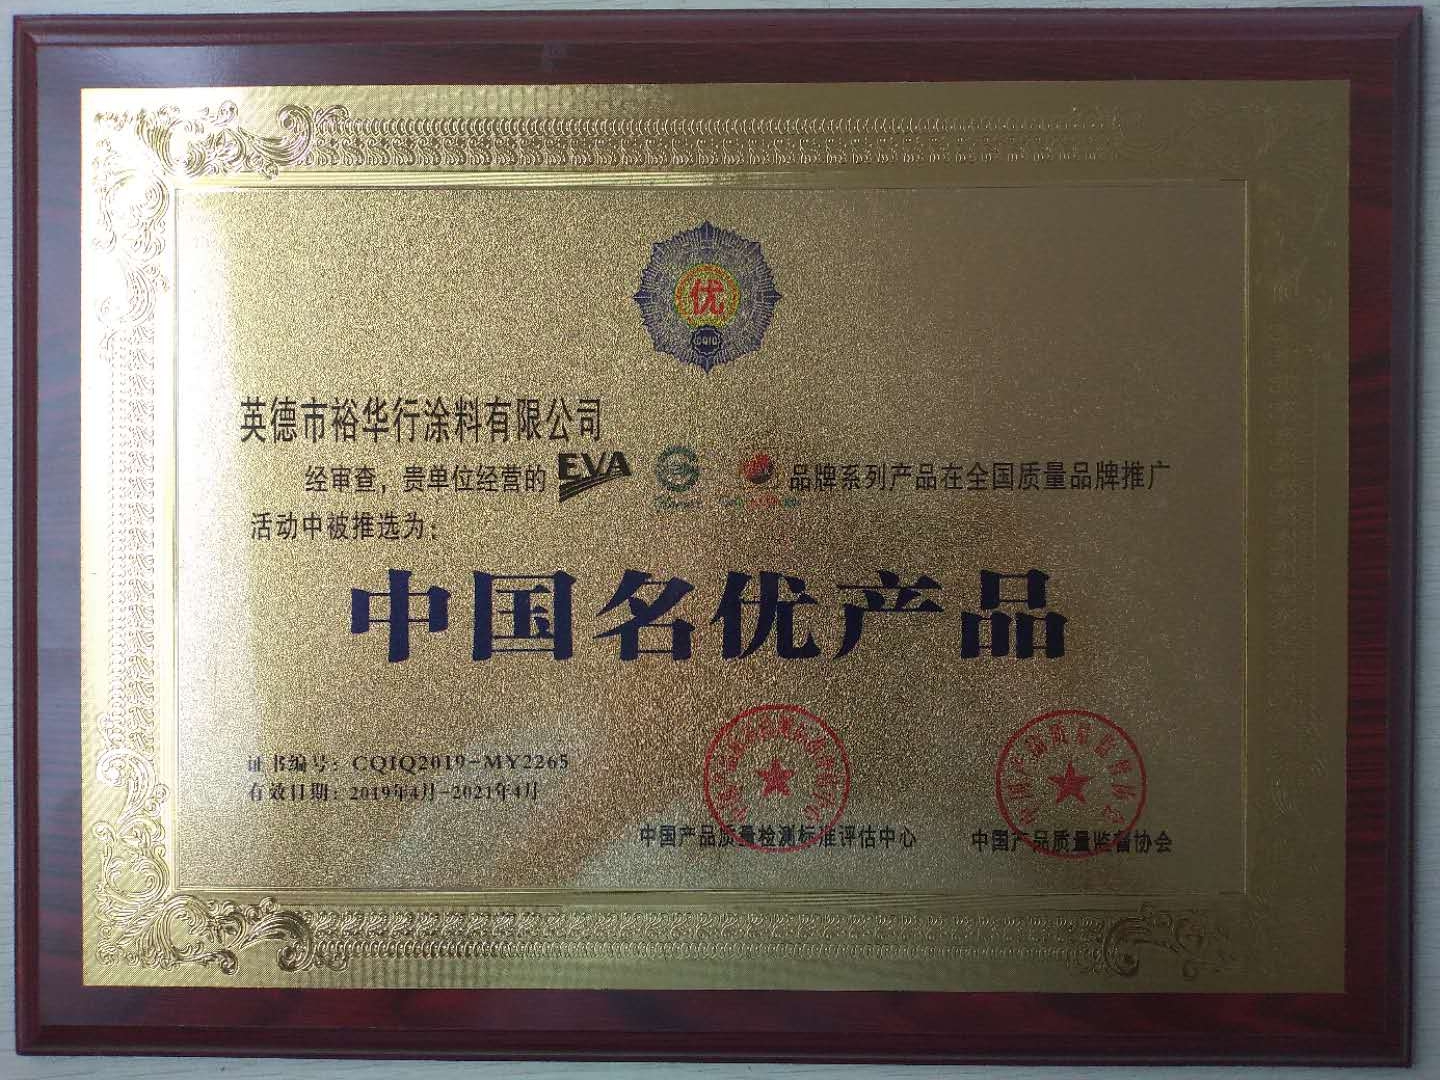 优
CQIQ
英德市裕华行涂料有限公司
经审查，贵单位经营的 EVA 品牌系列产品在全国质量品牌推广
活动中被推选为：
中国名优产品
证书编号：CQIQ2019-MY2265
有效日期：2019年4月-2021年4月
中国产品质量检测标准评估中心
中国产品质量监督协会